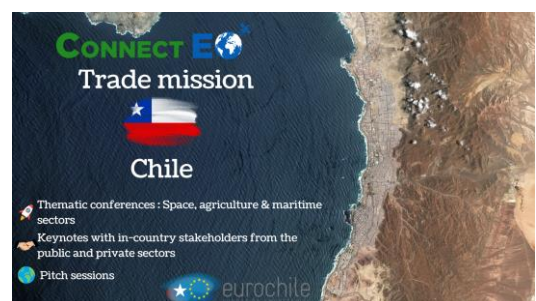 CONNECT EO
Trade mission
Chile
Thematic conferences : Space, agriculture & maritime
sectors
Keynotes with in-country stakeholders from the
public and private sectors
Pitch sessions
eurochile